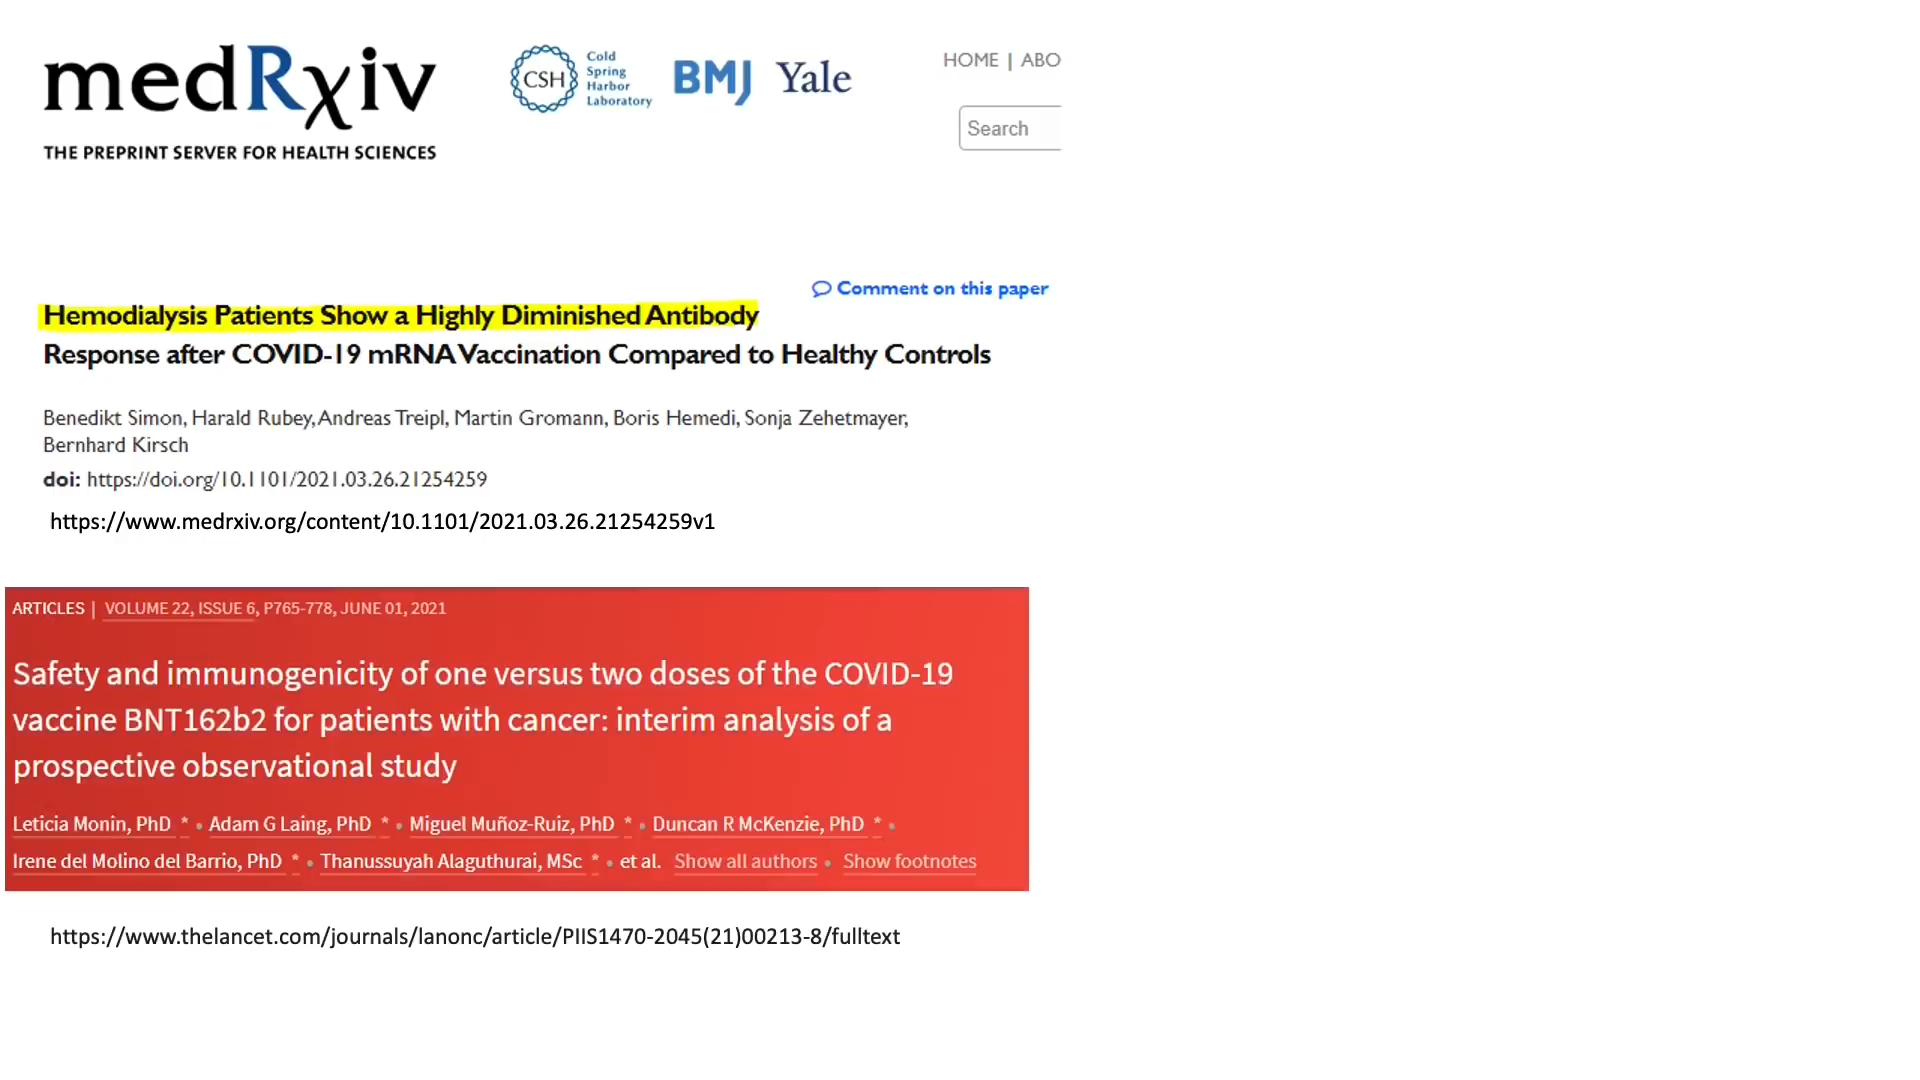 medRxiv
THE PREPRINT SERVER FOR HEALTH SCIENCES
CSH
Cold
Spring
Harbor
Laboratory
BMJ
Yale
HOME | ABO
Search
Comment on this paper
Hemodialysis Patients Show a Highly Diminished Antibody
Response after COVID-19 mRNA Vaccination Compared to Healthy Controls
Benedikt Simon, Harald Rubey, Andreas Treipl, Martin Gromann, Boris Hemedi, Sonja Zehetmayer,
Bernhard Kirsch
doi: https://doi.org/10.1101/2021.03.26.21254259
https://www.medrxiv.org/content/10.1101/2021.03.26.21254259v1
ARTICLES | VOLUME 22, ISSUE 6, P765-778, JUNE 01, 2021
Safety and immunogenicity of one versus two doses of the COVID-19
vaccine BNT162b2 for patients with cancer: interim analysis of a
prospective observational study
Leticia Monin, PhD * • Adam G Laing, PhD * • Miguel Muñoz-Ruiz, PhD * • Duncan R McKenzie, PhD * •
Irene del Molino del Barrio, PhD * • Thanussuyah Alaguthurai, MSc * • et al. Show all authors • Show footnotes
https://www.thelancet.com/journals/lanonc/article/PIIS1470-2045(21)00213-8/fulltext